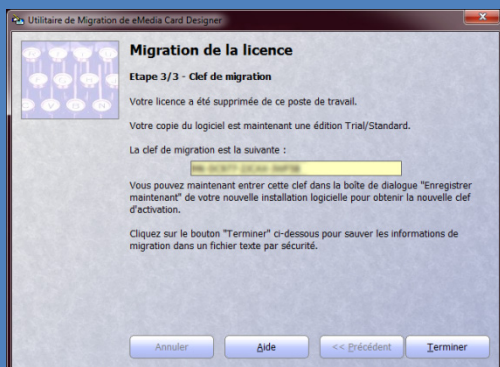 Utilitaire de Migration de eMedia Card Designer
Migration de la licence
Etape 3/3 - Clef de migration
Votre licence a été supprimée de ce poste de travail.
Votre copie du logiciel est maintenant une édition Trial/Standard.
La clef de migration est la suivante :
Vous pouvez maintenant entrer cette clef dans la boîte de dialogue "Enregistrer
maintenant" de votre nouvelle installation logicielle pour obtenir la nouvelle clef
d'activation.
Cliquez sur le bouton "Terminer" ci-dessous pour sauver les informations de
migration dans un fichier texte par sécurité.
Annuler
Aide
<< Précédent
Terminer